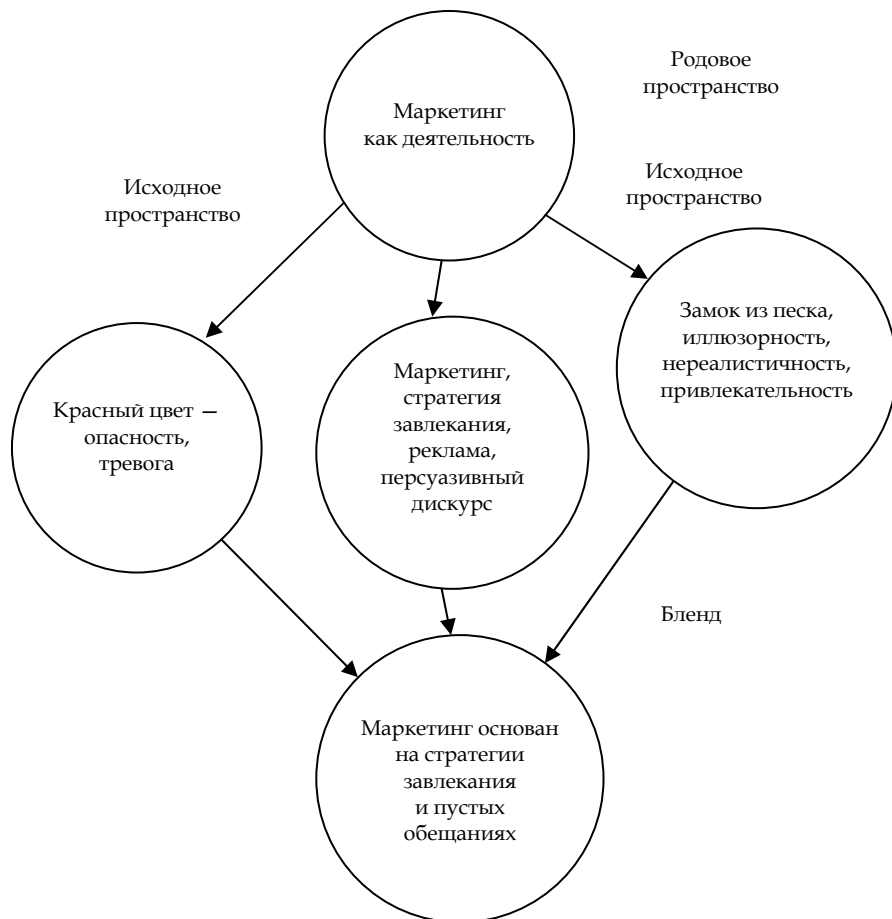 Родовое
пространство
Маркетинг
как деятельность
Исходное
пространство
Исходное
пространство
Замок из песка,
иллюзорность,
нереалистичность,
привлекательность
Маркетинг,
стратегия
завлекания,
реклама,
персуазивный
дискурс
Красный цвет —
опасность,
тревога
Бленд
Маркетинг основан
на стратегии
завлекания
и пустых
обещаниях